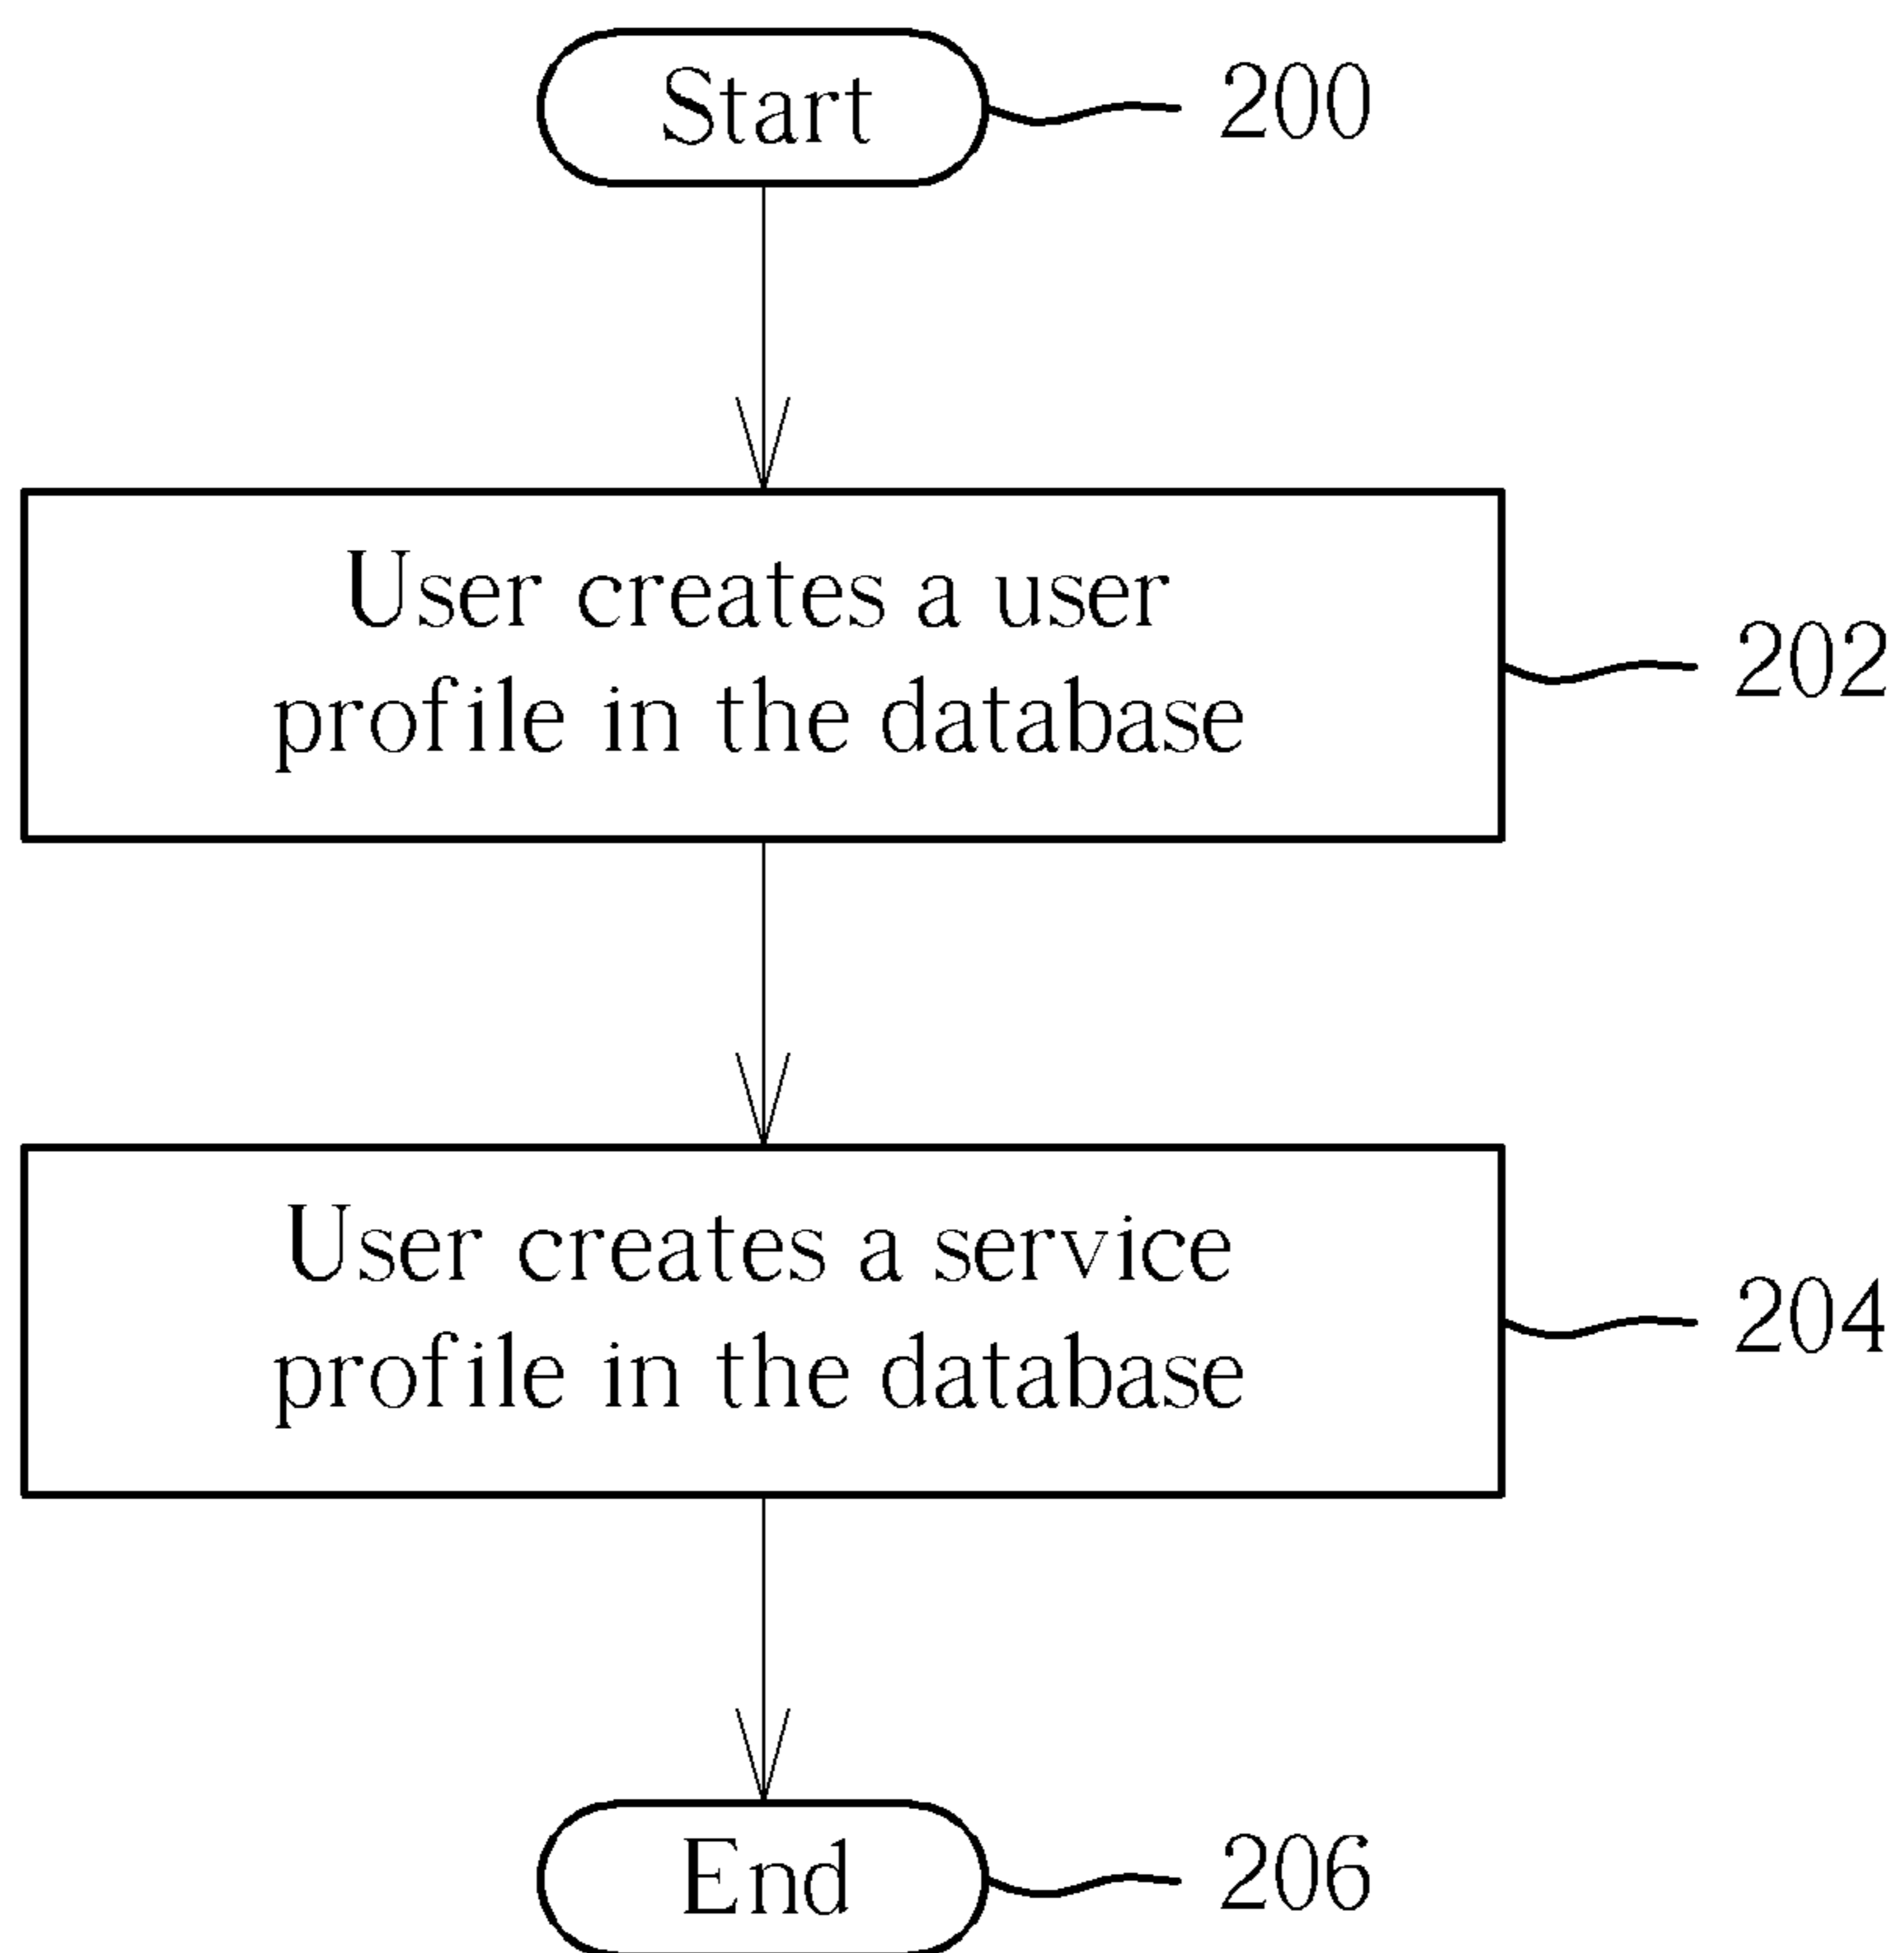 Start
200
User creates a user
profile in the database
202
User creates a service
profile in the database
204
End
206